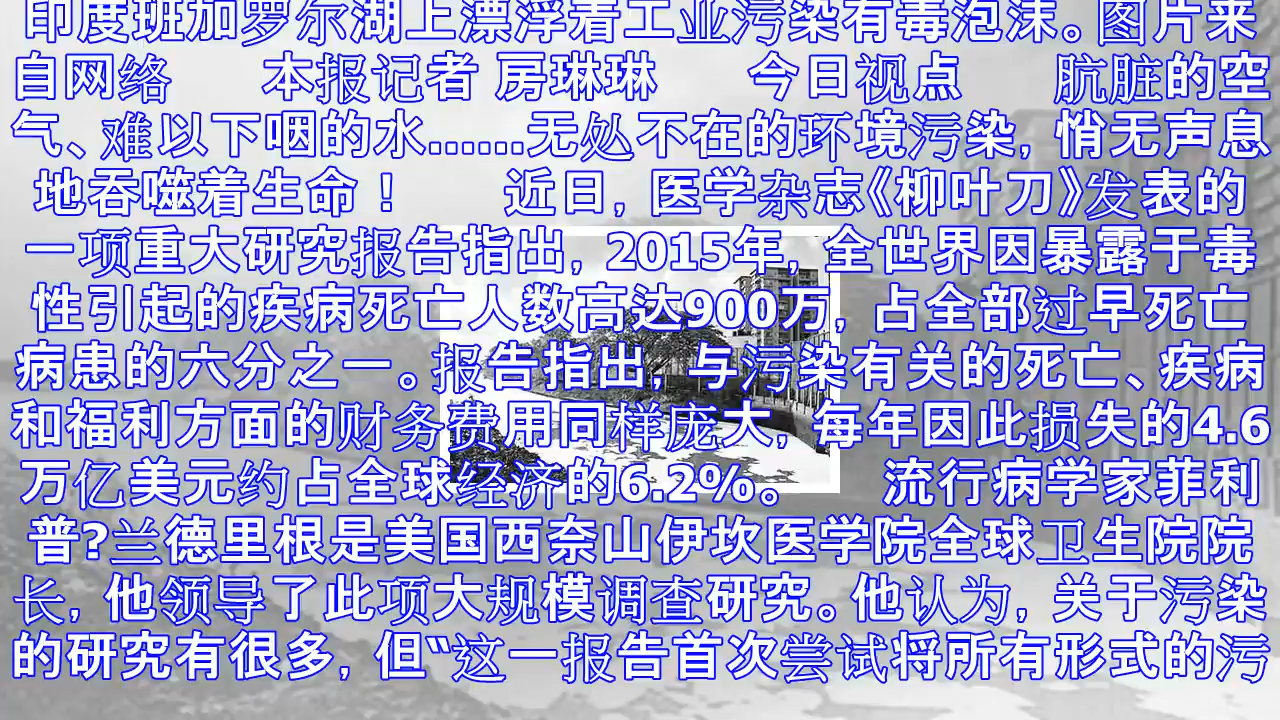 印度班加罗尔湖上漂浮着工业污染有毒泡沫。图片来
自网络　　本报记者 房琳琳　　今日视点　　肮脏的空
气、难以下咽的水……无处不在的环境污染，悄无声息
地吞噬着生命！　　近日，医学杂志《柳叶刀》发表的
一项重大研究报告指出，2015年，全世界因暴露于毒
性引起的疾病死亡人数高达900万，占全部过早死亡
病患的六分之一。报告指出，与污染有关的死亡、疾病
和福利方面的财务费用同样庞大，每年因此损失的4.6
万亿美元约占全球经济的6.2%。　　流行病学家菲利
普?兰德里根是美国西奈山伊坎医学院全球卫生院院
长，他领导了此项大规模调查研究。他认为，关于污染
的研究有很多，但“这一报告首次尝试将所有形式的污